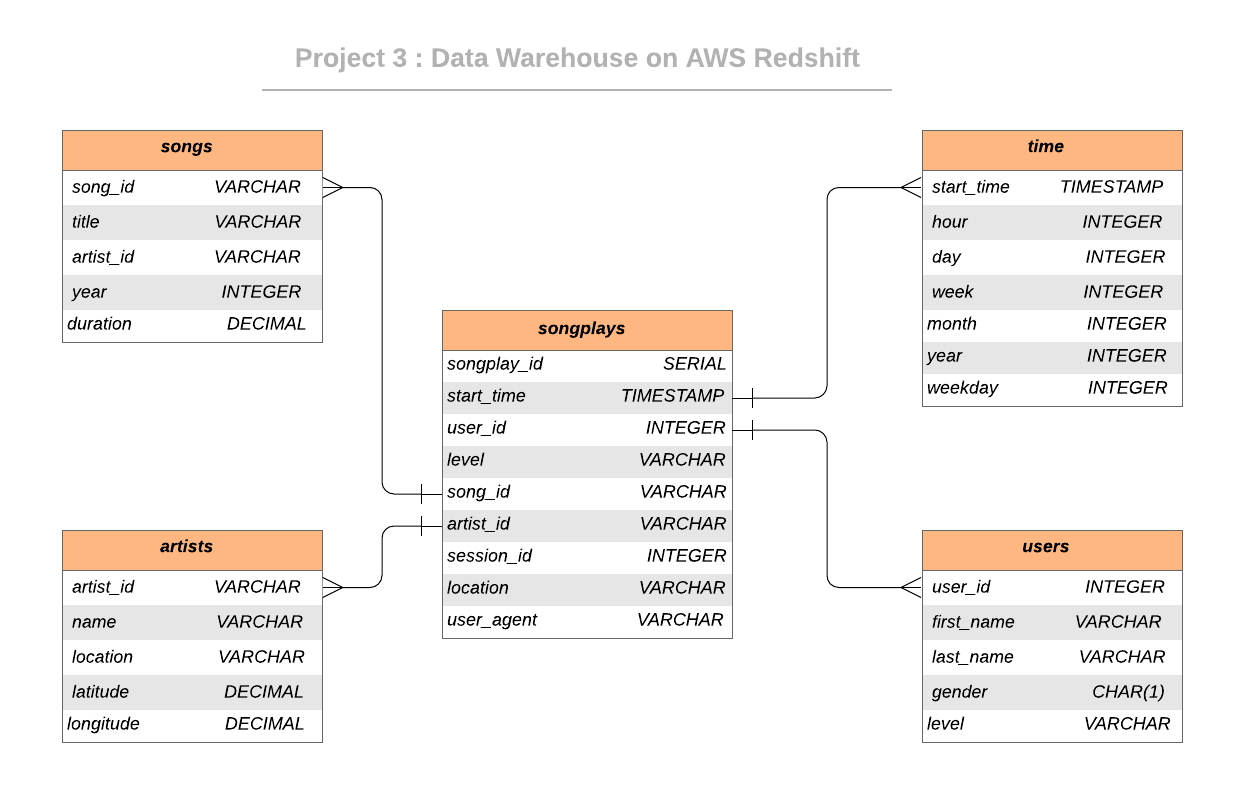 Project 3 : Data Warehouse on AWS Redshift
songs
song_id VARCHAR
title VARCHAR
artist_id VARCHAR
year INTEGER
duration DECIMAL
time
start_time TIMESTAMP
hour INTEGER
day INTEGER
week INTEGER
month INTEGER
year INTEGER
weekday INTEGER
songplays
songplay_id SERIAL
start_time TIMESTAMP
user_id INTEGER
level VARCHAR
song_id VARCHAR
artist_id VARCHAR
session_id INTEGER
location VARCHAR
user_agent VARCHAR
artists
artist_id VARCHAR
name VARCHAR
location VARCHAR
latitude DECIMAL
longitude DECIMAL
users
user_id INTEGER
first_name VARCHAR
last_name VARCHAR
gender CHAR(1)
level VARCHAR